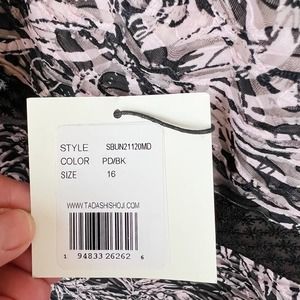 STYLE SBUN21120MD
COLOR PD/BK
SIZE 16
WWW.TADASHISHOJI.COM
1 94833 26262 6